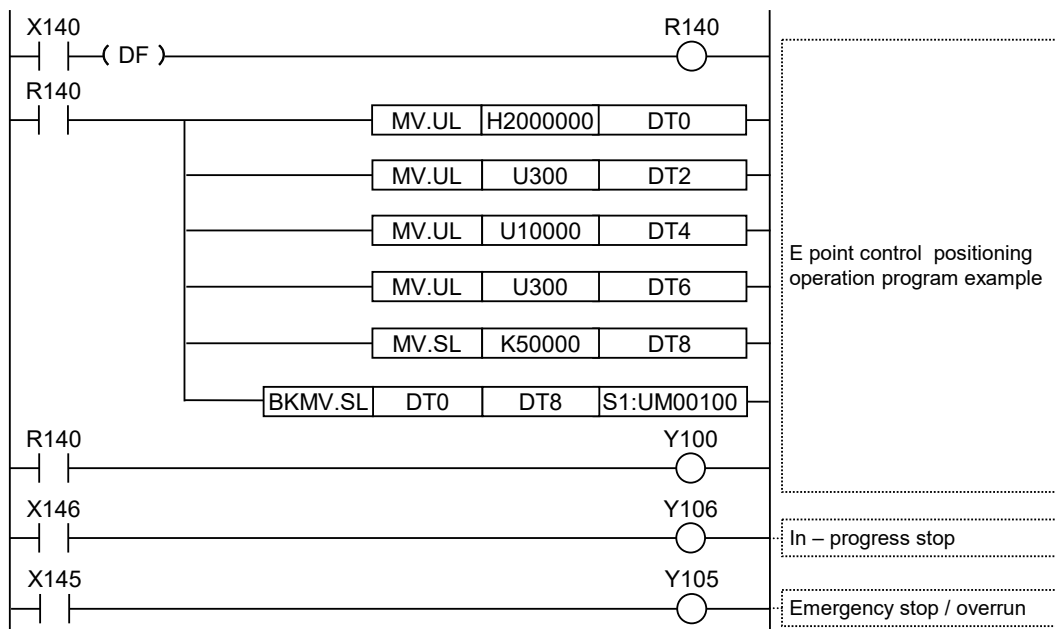 X140
R140
( DF )
R140
MV.UL H2000000 DT0
MV.UL U300 DT2
MV.UL U10000 DT4
MV.UL U300 DT6
MV.SL K50000 DT8
BKMV.SL DT0 DT8 S1:UM00100
E point control positioning
operation program example
R140
Y100
X146
Y106
In – progress stop
X145
Y105
Emergency stop / overrun